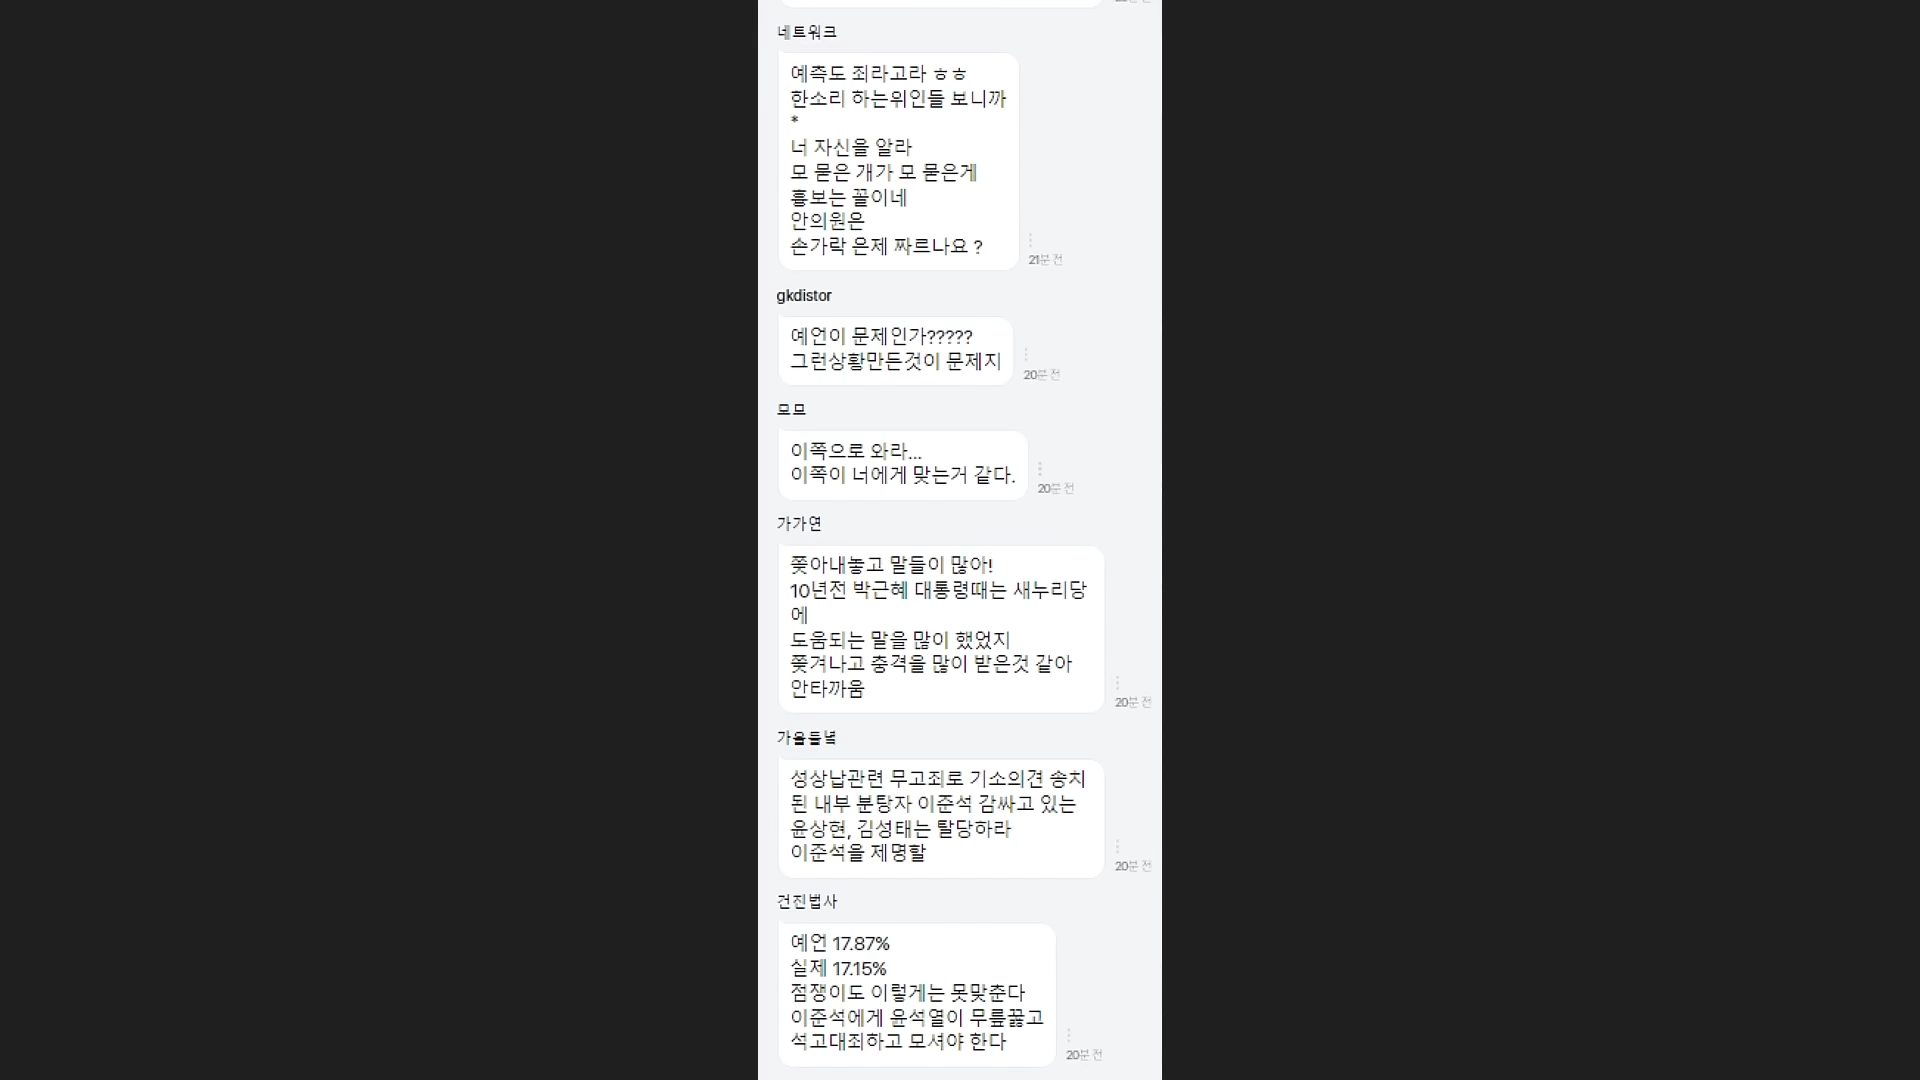 네트워크
예측도 죄라고라 ㅎㅎ
한소리 하는위인들 보니까
*
너 자신을 알라
모 묻은 개가 모 묻은게
흉보는 꼴이네
안의원은
손가락 은제 짜르나요 ?
21분 전
gkdistor
예언이 문제인가?????
그런상황만든것이 문제지
20분 전
모모
이쪽으로 와라...
이쪽이 너에게 맞는거 같다.
20분 전
가가연
쫒아내놓고 말들이 많아!
10년전 박근혜 대통령때는 새누리당
에
도움되는 말을 많이 했었지
쫒겨나고 충격을 많이 받은것 같아
안타까움
20분 전
가을들녘
성상납관련 무고죄로 기소의견 송치
된 내부 분탕자 이준석 감싸고 있는
윤상현, 김성태는 탈당하라
이준석을 제명할
20분 전
건진법사
예언 17.87%
실제 17.15%
점쟁이도 이렇게는 못맞춘다
이준석에게 윤석열이 무릎꿇고
석고대죄하고 모셔야 한다
20분 전